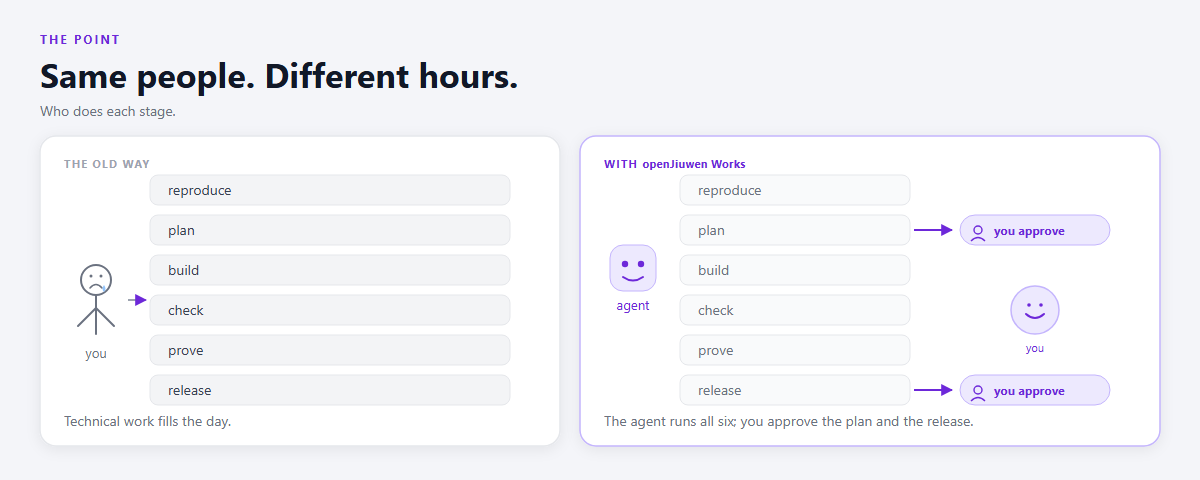 THE POINT
Same people. Different hours.
Who does each stage.
THE OLD WAY
reproduce
plan
build
check
prove
release
you
Technical work fills the day.
WITH openJiuwen Works
reproduce
plan
build
check
prove
release
agent
you approve
you
you approve
The agent runs all six; you approve the plan and the release.